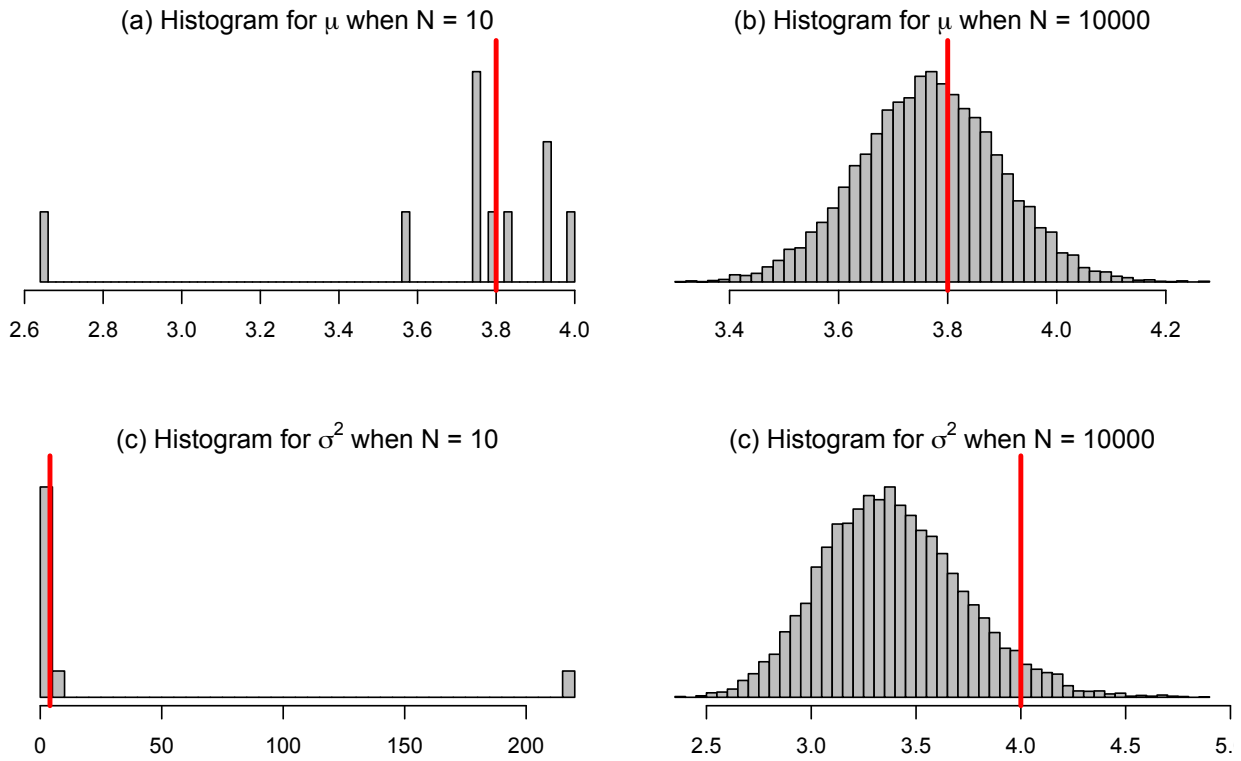 (a) Histogram for μ when N = 10
2.6 2.8 3.0 3.2 3.4 3.6 3.8 4.0
(b) Histogram for μ when N = 10000
3.4 3.6 3.8 4.0 4.2
(c) Histogram for σ² when N = 10
0 50 100 150 200
(c) Histogram for σ² when N = 10000
2.5 3.0 3.5 4.0 4.5 5.